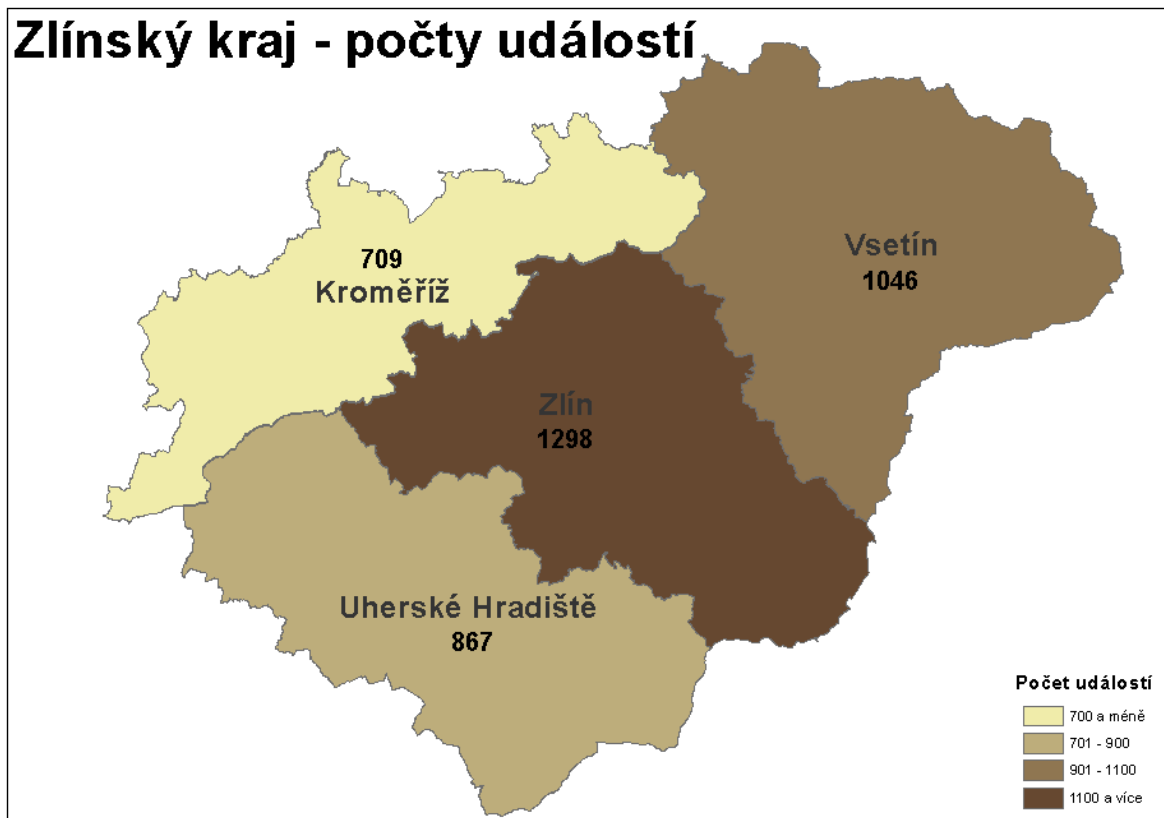 Zlínský kraj - počty událostí
Vsetín
1046
709
Kroměříž
Zlín
1298
Uherské Hradiště
867
Počet událostí
700 a méně
701 - 900
901 - 1100
1100 a více